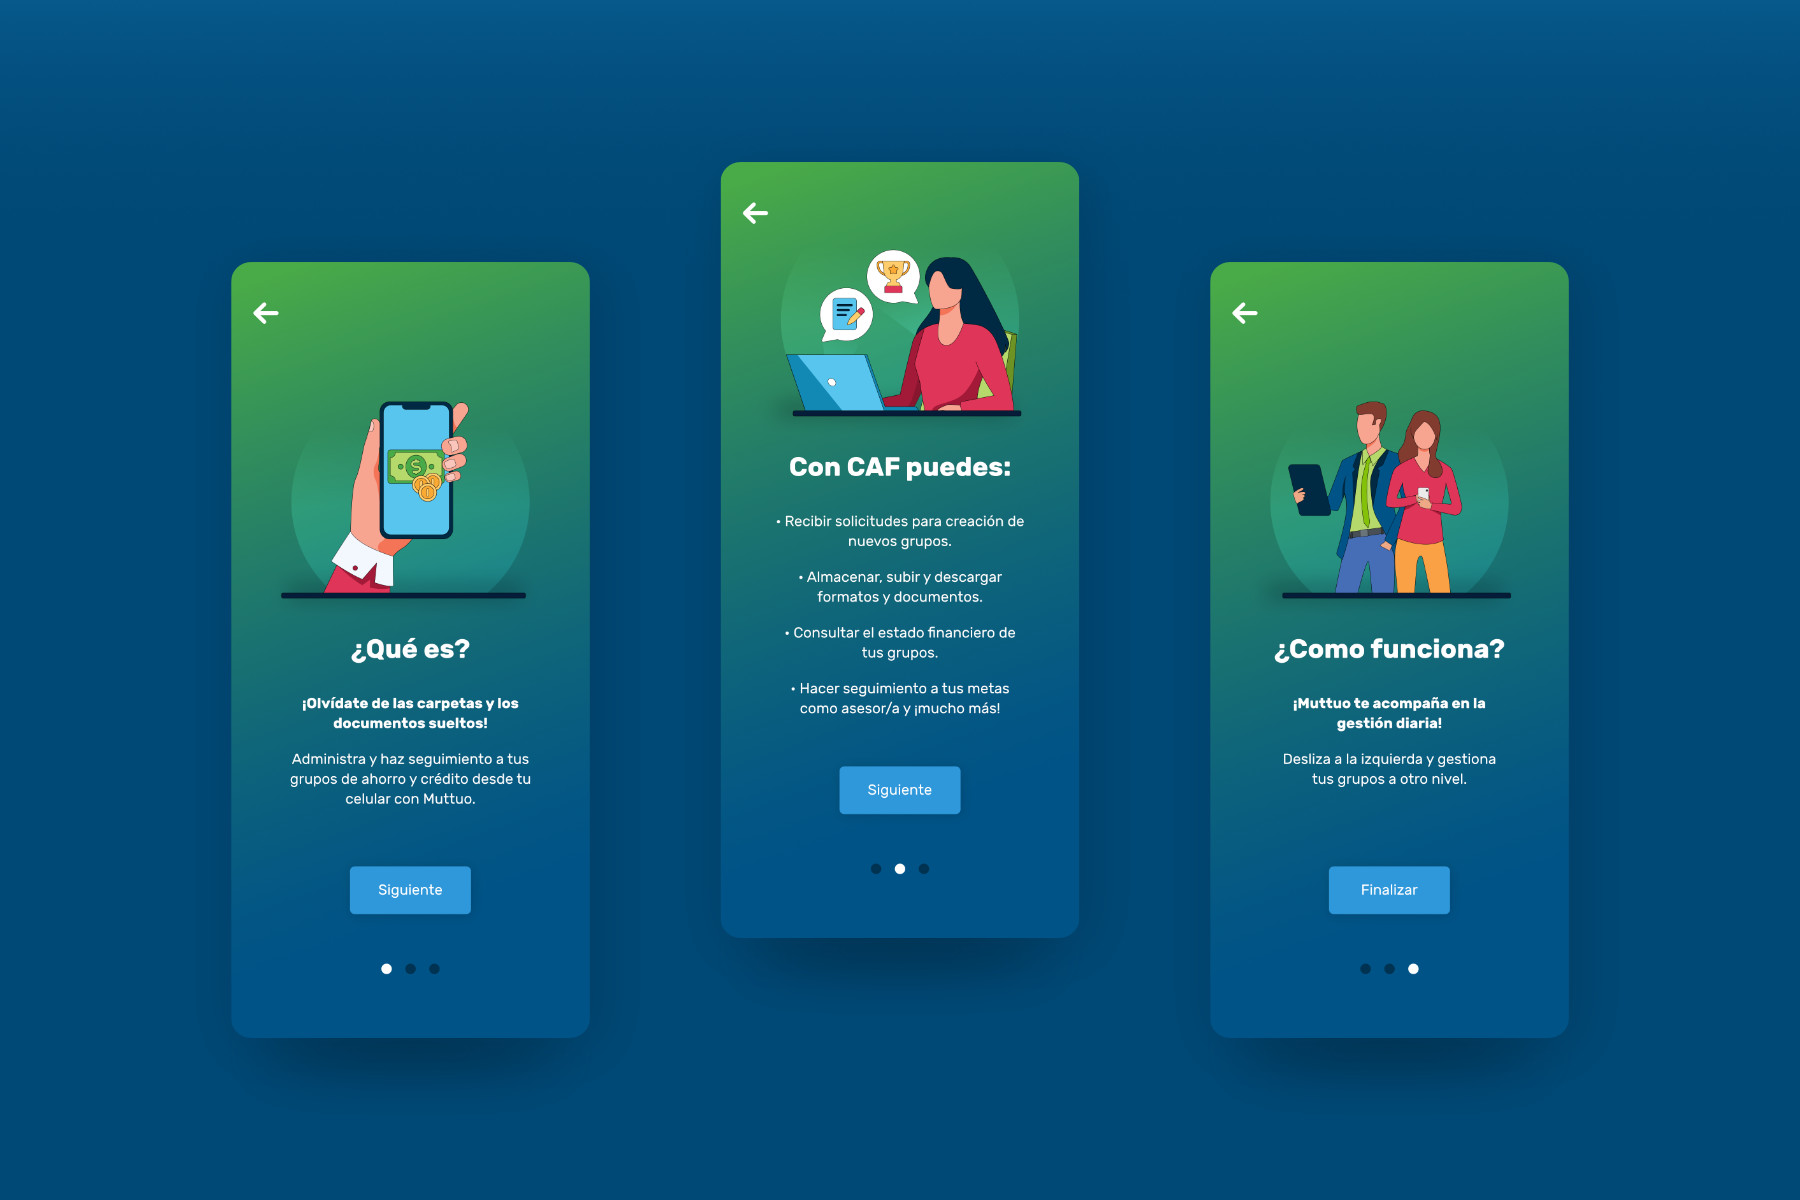 ¿Qué es?
¡Olvídate de las carpetas y los
documentos sueltos!
Administra y haz seguimiento a tus
grupos de ahorro y crédito desde tu
celular con Muttuo.
Siguiente
Con CAF puedes:
• Recibir solicitudes para creación de
nuevos grupos.
• Almacenar, subir y descargar
formatos y documentos.
• Consultar el estado financiero de
tus grupos.
• Hacer seguimiento a tus metas
como asesor/a y ¡mucho más!
Siguiente
¿Como funciona?
¡Muttuo te acompaña en la
gestión diaria!
Desliza a la izquierda y gestiona
tus grupos a otro nivel.
Finalizar